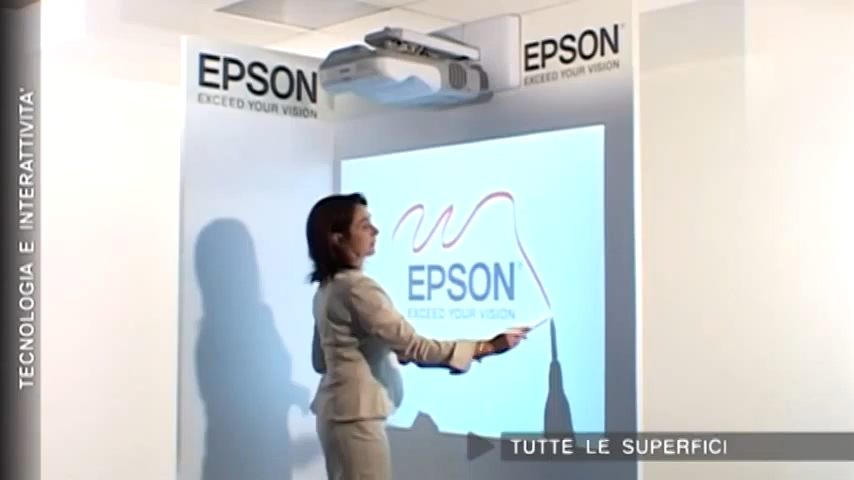 TECNOLOGIA E INTERATTIVITA'
EPSON
EXCEED YOUR VISION
EPSON
EXCEED YOUR VISION
EPSON
EXCEED YOUR VISION
TUTTE LE SUPERFICI